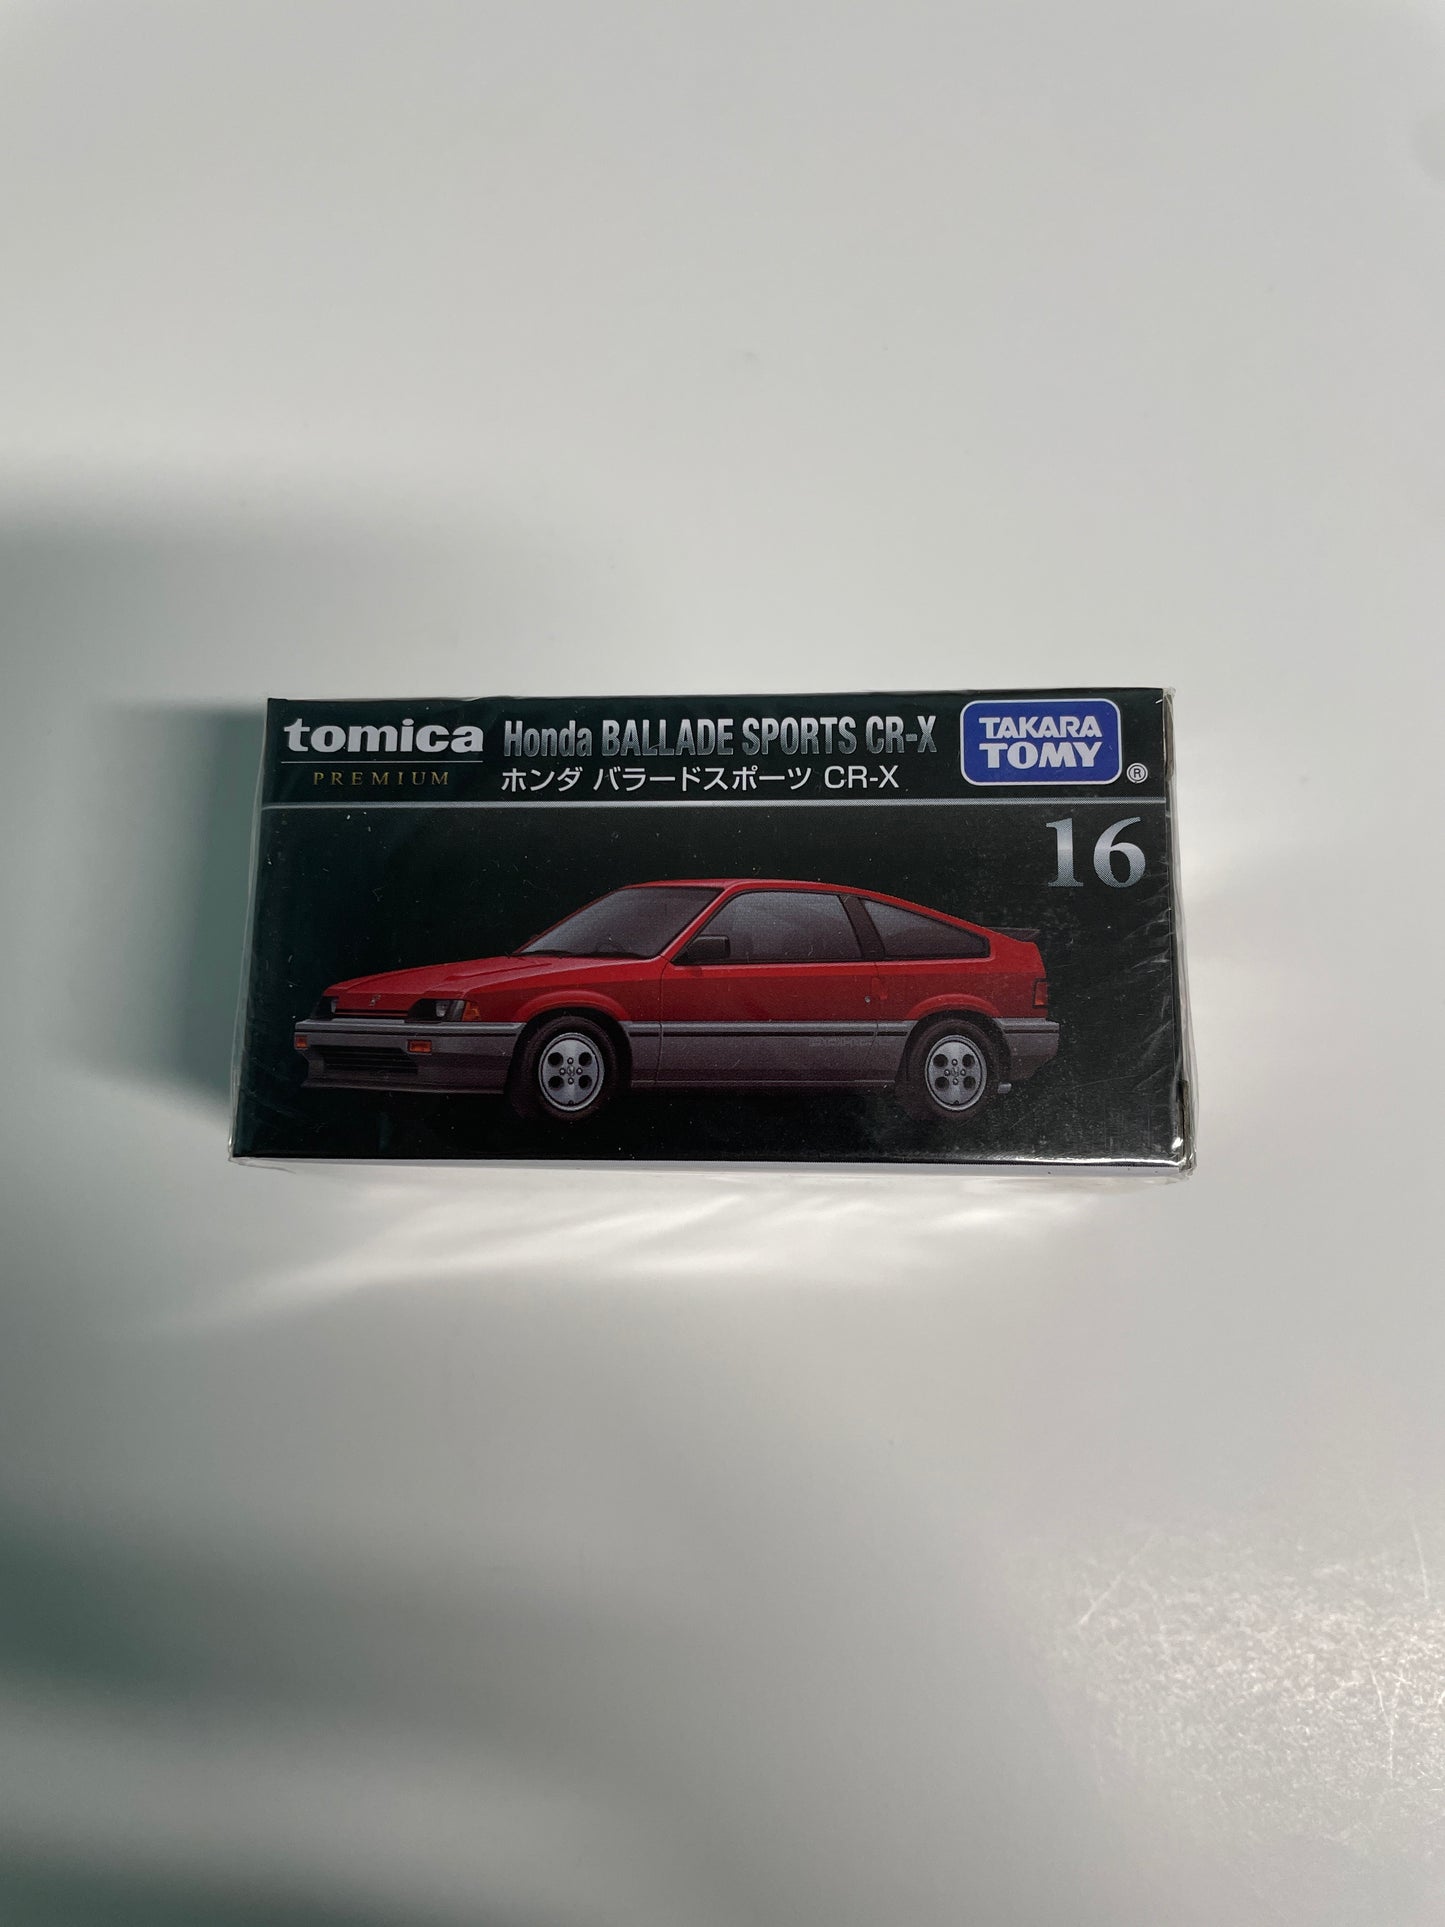 tomica
PREMIUM
Honda BALLADE SPORTS CR-X
ホンダ バラードスポーツ CR-X
TAKARA
TOMY
®
16